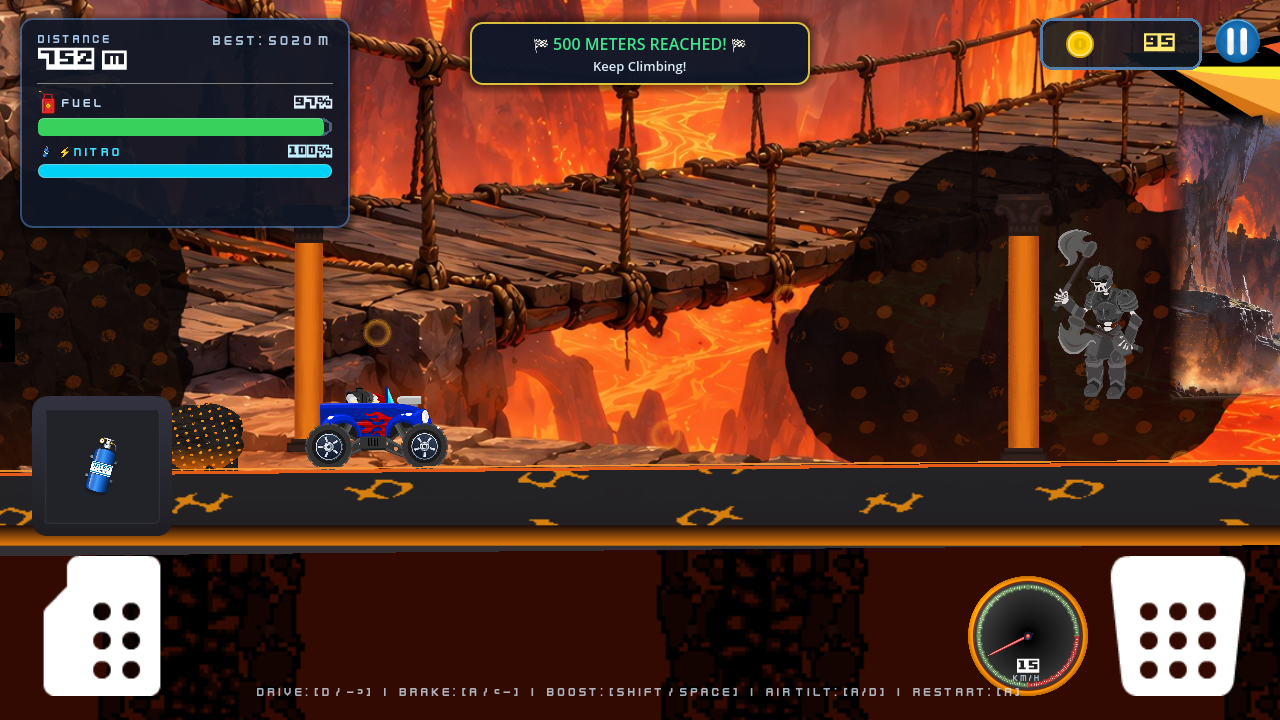 DISTANCE
BEST: 5020 M
752 m
500 METERS REACHED!
Keep Climbing!
95
FUEL
97%
NITRO
100%
15
KM/H
DRIVE: [D / ->] | BRAKE: [A / <-] | BOOST: [SHIFT / SPACE] | AIR TILT: [A/D] | RESTART: [R]